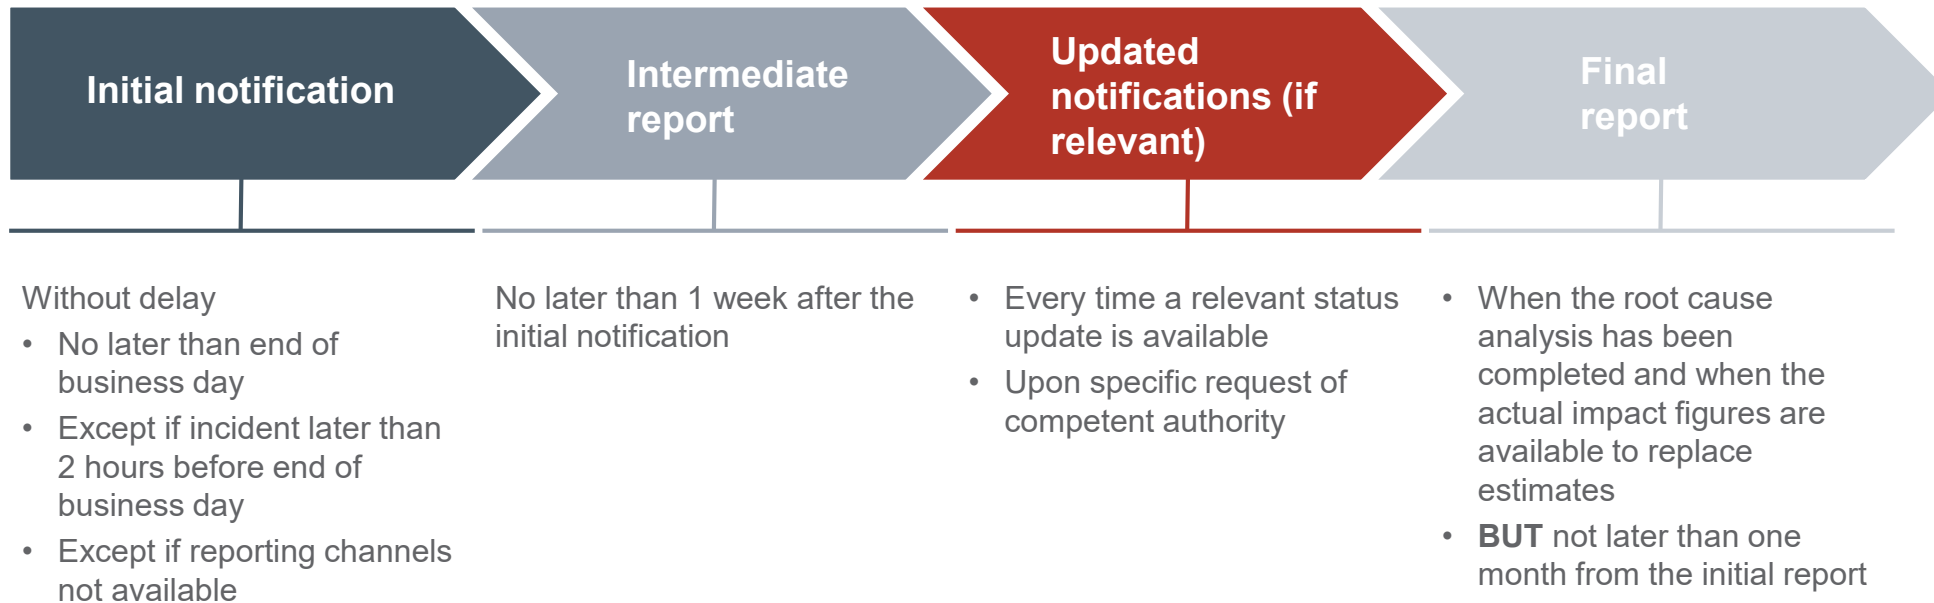 Initial notification
Intermediate
report
Updated
notifications (if
relevant)
Final
report
Without delay
• No later than end of
business day
• Except if incident later than
2 hours before end of
business day
• Except if reporting channels
not available
No later than 1 week after the
initial notification
• Every time a relevant status
update is available
• Upon specific request of
competent authority
• When the root cause
analysis has been
completed and when the
actual impact figures are
available to replace
estimates
• BUT not later than one
month from the initial report